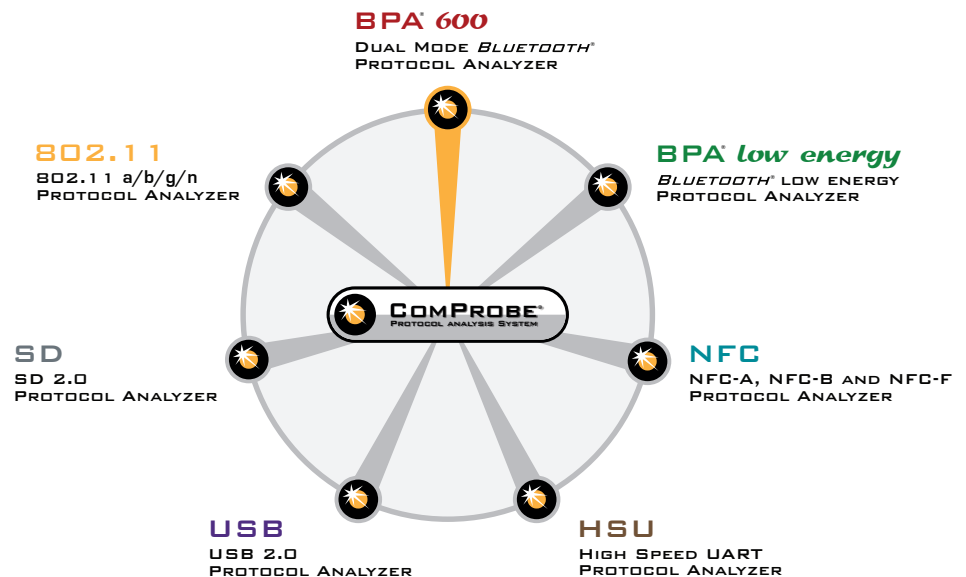 BPA® 600
DUAL MODE BLUETOOTH®
PROTOCOL ANALYZER
802.11
802.11 a/b/g/n
PROTOCOL ANALYZER
BPA® low energy
BLUETOOTH® LOW ENERGY
PROTOCOL ANALYZER
COMPROBE®
PROTOCOL ANALYSIS SYSTEM
SD
SD 2.0
PROTOCOL ANALYZER
NFC
NFC-A, NFC-B AND NFC-F
PROTOCOL ANALYZER
USB
USB 2.0
PROTOCOL ANALYZER
HSU
HIGH SPEED UART
PROTOCOL ANALYZER